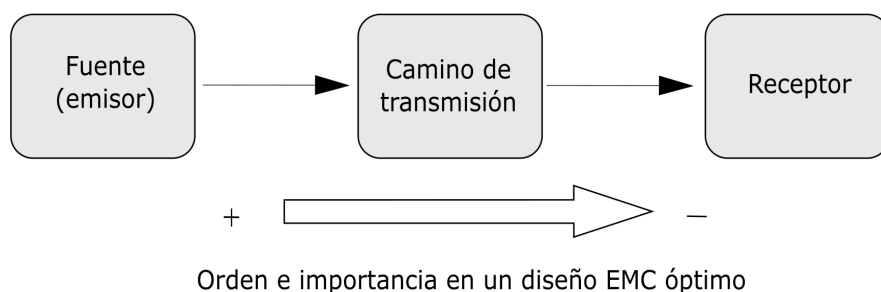 Fuente
(emisor)
Camino de
transmisión
Receptor
+
−
Orden e importancia en un diseño EMC óptimo